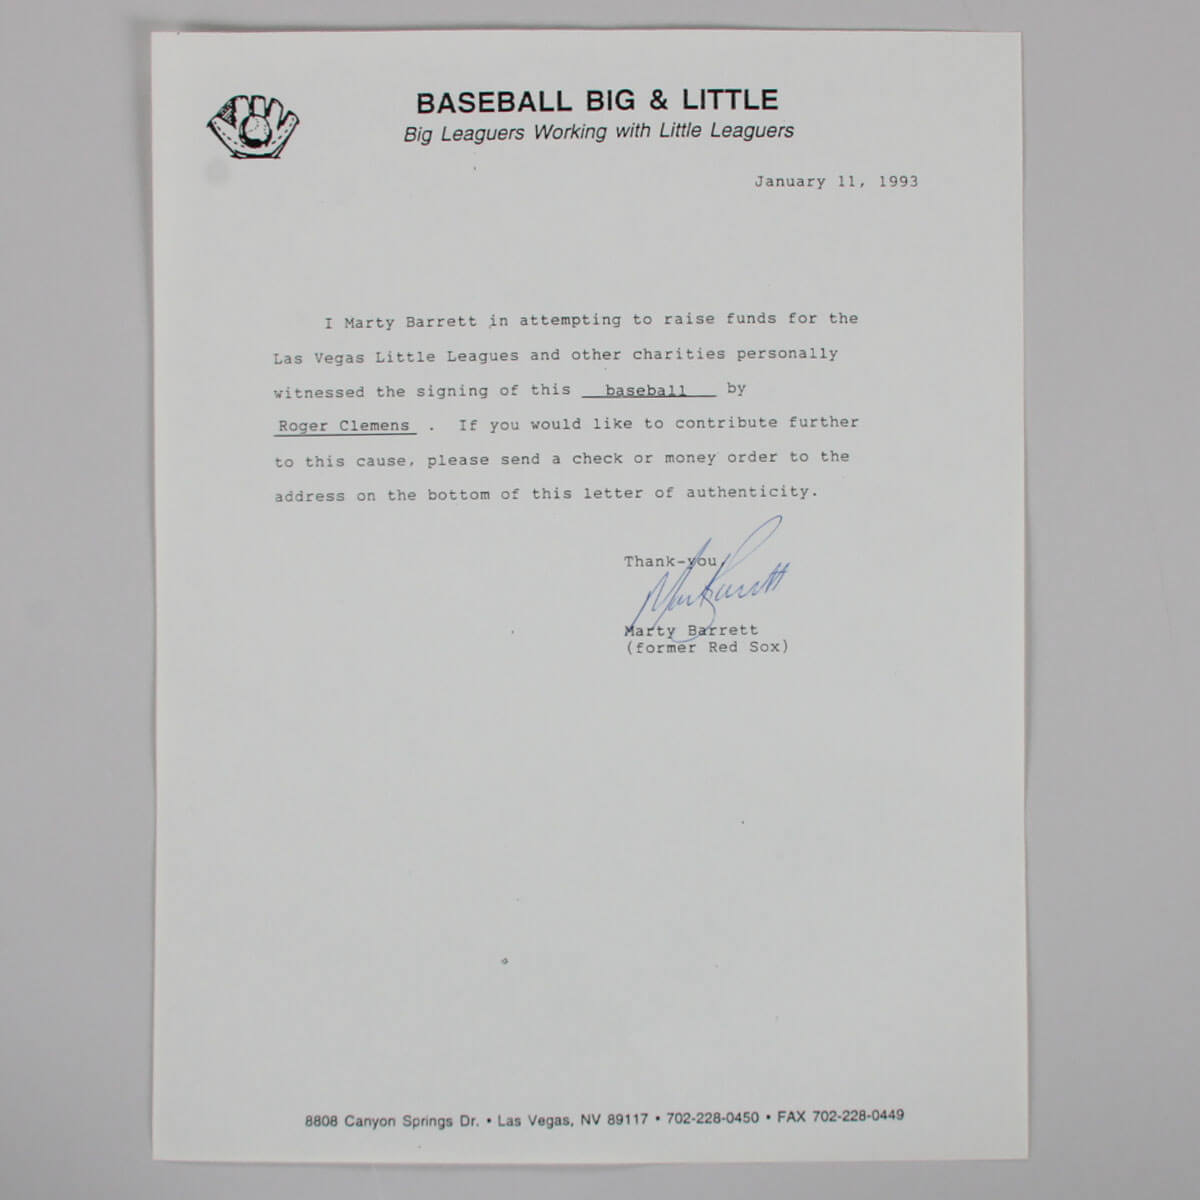 BASEBALL BIG & LITTLE
Big Leaguers Working with Little Leaguers
January 11, 1993
I Marty Barrett in attempting to raise funds for the
Las Vegas Little Leagues and other charities personally
witnessed the signing of this baseball by
Roger Clemens . If you would like to contribute further
to this cause, please send a check or money order to the
address on the bottom of this letter of authenticity.
Thank-you,
Marty Barrett
Marty Barrett
(former Red Sox)
8808 Canyon Springs Dr. • Las Vegas, NV 89117 • 702-228-0450 • FAX 702-228-0449